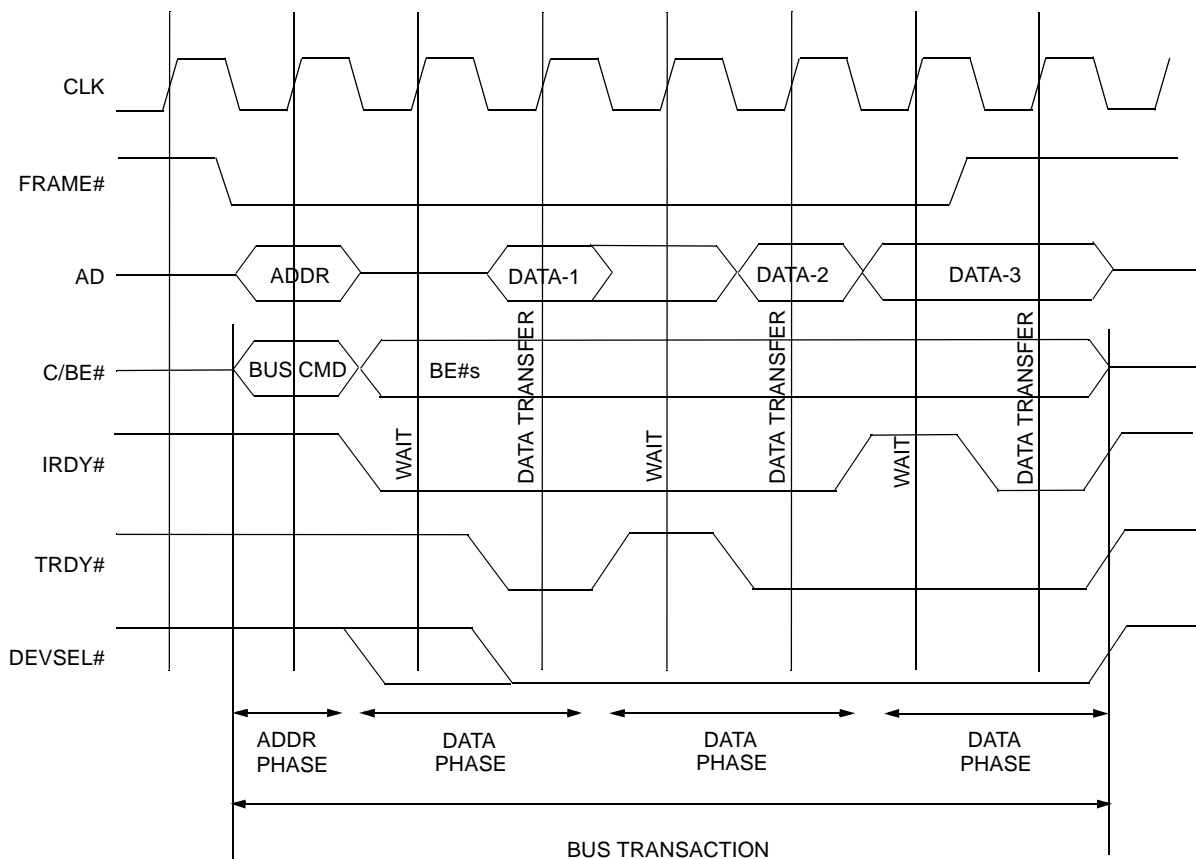 CLK
FRAME#
AD
ADDR
DATA-1
DATA-2
DATA-3
C/BE#
BUS CMD
BE#s
IRDY#
WAIT
DATA TRANSFER
WAIT
DATA TRANSFER
WAIT
DATA TRANSFER
TRDY#
DEVSEL#
ADDR
PHASE
DATA
PHASE
DATA
PHASE
DATA
PHASE
BUS TRANSACTION